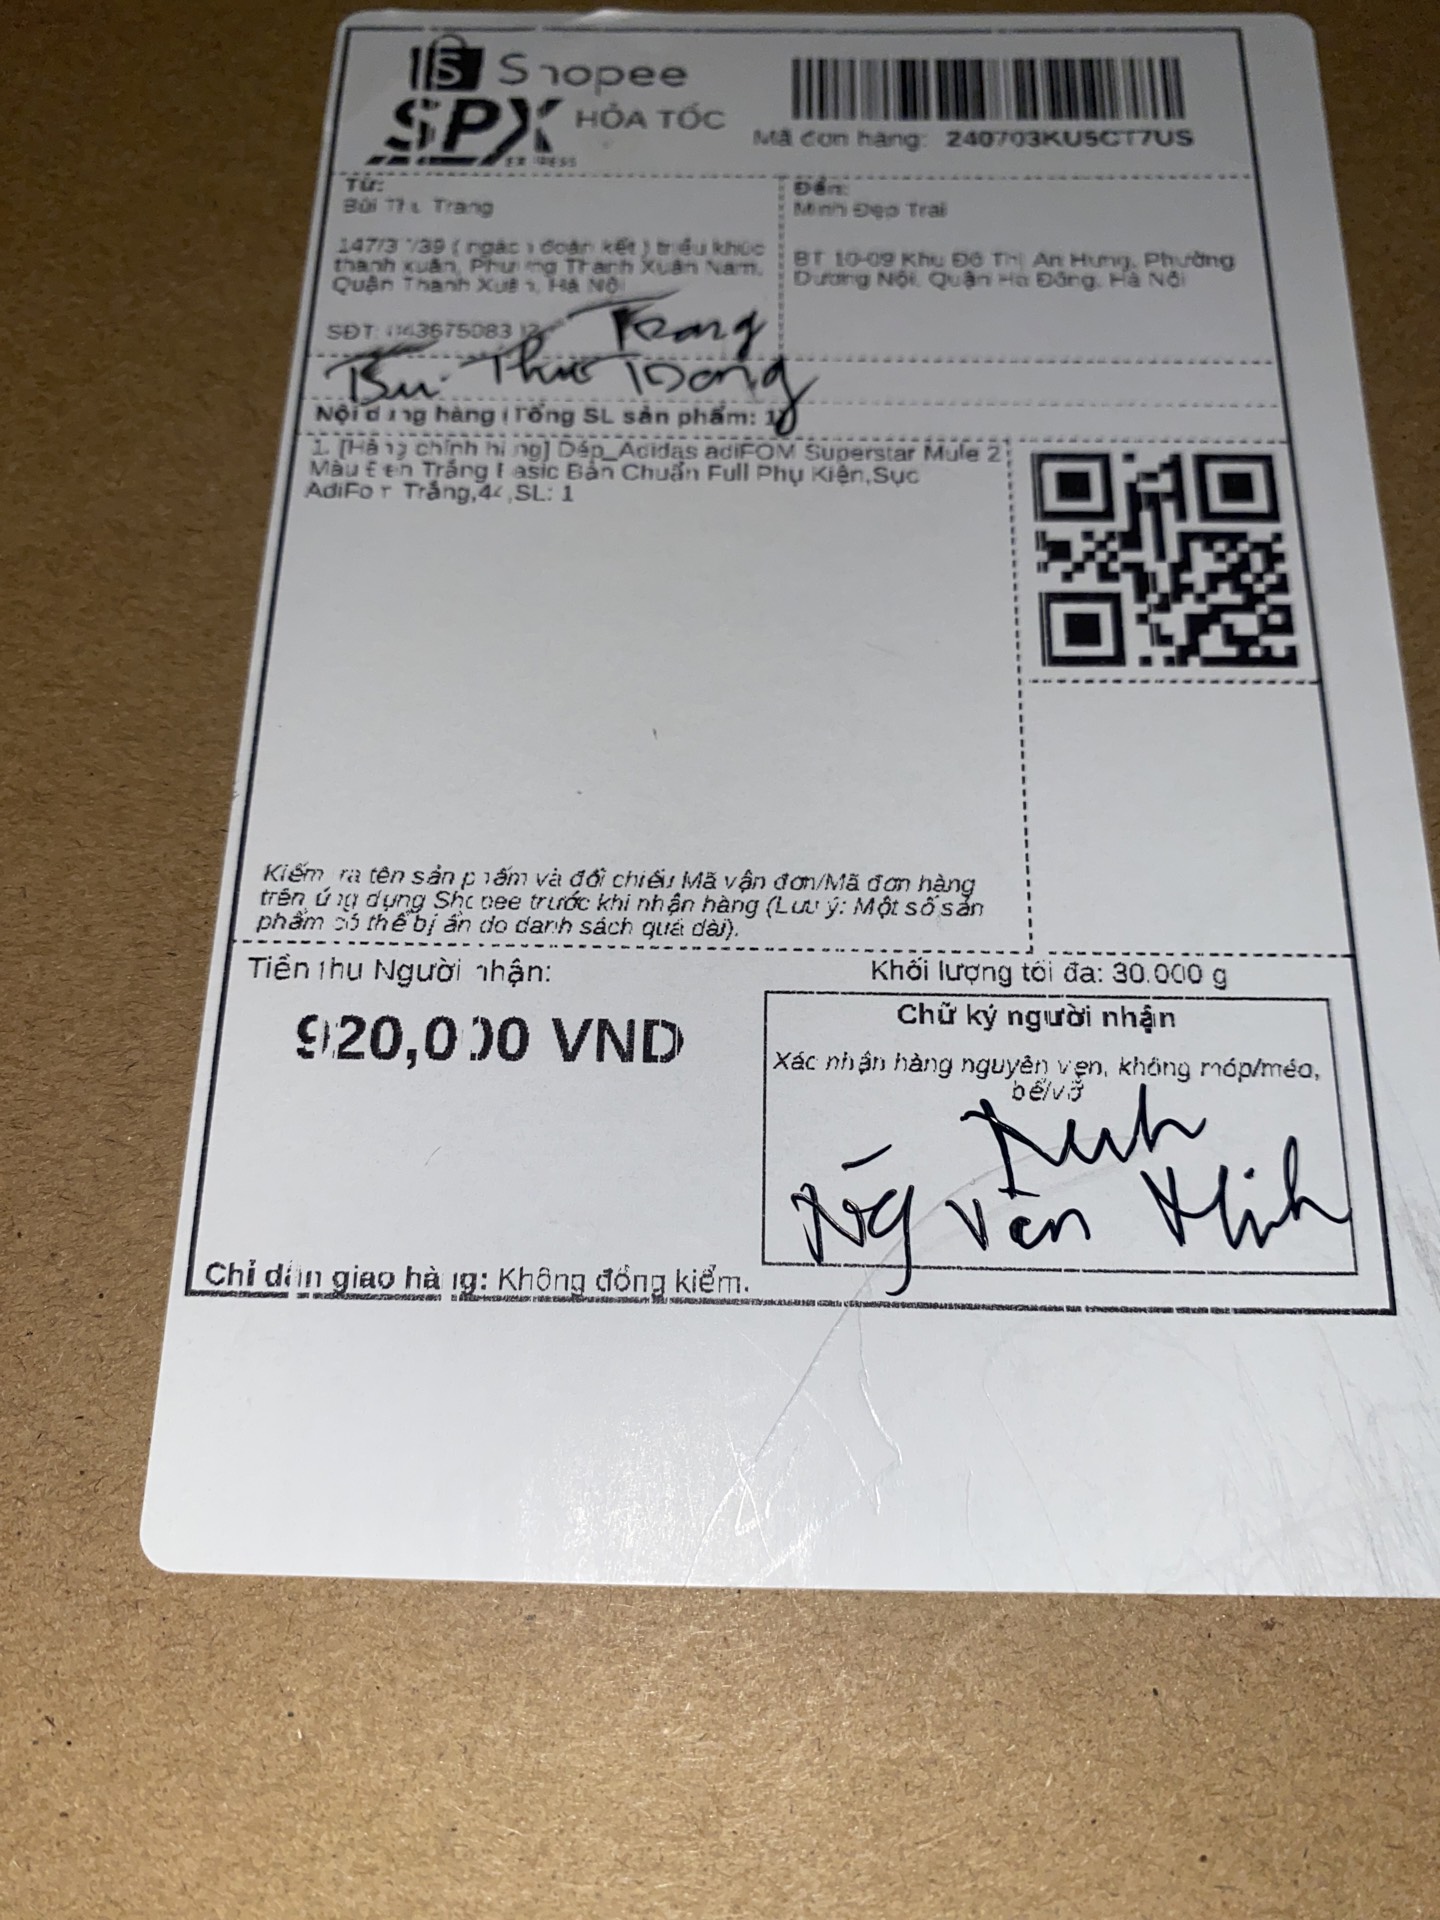 Shopee
SPX HỎA TỐC
EXPRESS
Mã đơn hàng: 240703KU5CT7US
Từ:
Bùi Thu Trang
147/3 /39 ( ngách đoàn kết ) triều khúc
thanh xuân, Phường Thanh Xuân Nam,
Quận Thanh Xuân, Hà Nội
SĐT:
Đến:
Minh Đẹp Trai
BT 10-09 Khu Đô Thị An Hưng, Phường
Dương Nội, Quận Hà Đông, Hà Nội
Trang
Bùi Thu Trang
Nội dung hàng (Tổng SL sản phẩm: 1)
1. [Hàng chính hãng] Dép_Adidas adiFOM Superstar Mule 2
Màu Đen Trắng Basic Bản Chuẩn Full Phụ Kiện,Sục
AdiFom Trắng,44,SL: 1
Kiểm tra tên sản phẩm và đối chiếu Mã vận đơn/Mã đơn hàng
trên ứng dụng Shopee trước khi nhận hàng (Lưu ý: Một số sản
phẩm có thể bị ẩn do danh sách quá dài).
Tiền thu Người nhận:
920,000 VND
Khối lượng tối đa: 30.000 g
Chữ ký người nhận
Xác nhận hàng nguyên vẹn, không móp/méo,
bể/vỡ
Minh
Ng Văn Minh
Chỉ dẫn giao hàng: Không đồng kiểm.